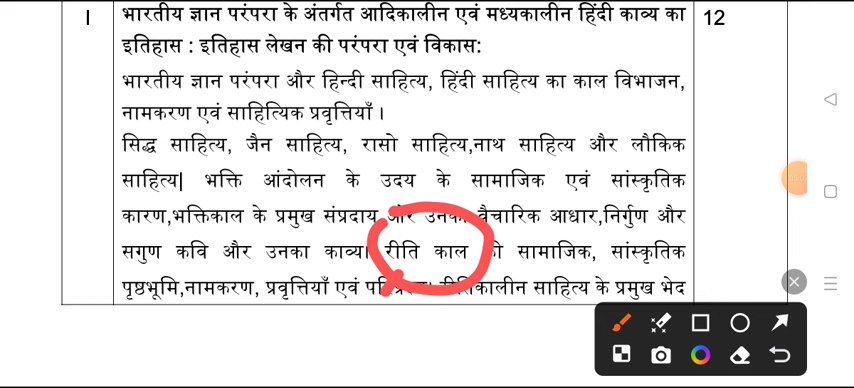 I भारतीय ज्ञान परंपरा के अंतर्गत आदिकालीन एवं मध्यकालीन हिंदी काव्य का 12
इतिहास : इतिहास लेखन की परंपरा एवं विकास:
भारतीय ज्ञान परंपरा और हिन्दी साहित्य, हिंदी साहित्य का काल विभाजन,
नामकरण एवं साहित्यिक प्रवृत्तियाँ ।
सिद्ध साहित्य, जैन साहित्य, रासो साहित्य,नाथ साहित्य और लौकिक
साहित्य| भक्ति आंदोलन के उदय के सामाजिक एवं सांस्कृतिक
कारण,भक्तिकाल के प्रमुख संप्रदाय और उनका वैचारिक आधार,निर्गुण और
सगुण कवि और उनका काव्य। रीति काल की सामाजिक, सांस्कृतिक
पृष्ठभूमि,नामकरण, प्रवृत्तियाँ एवं रीतिकालीन साहित्य के प्रमुख भेद